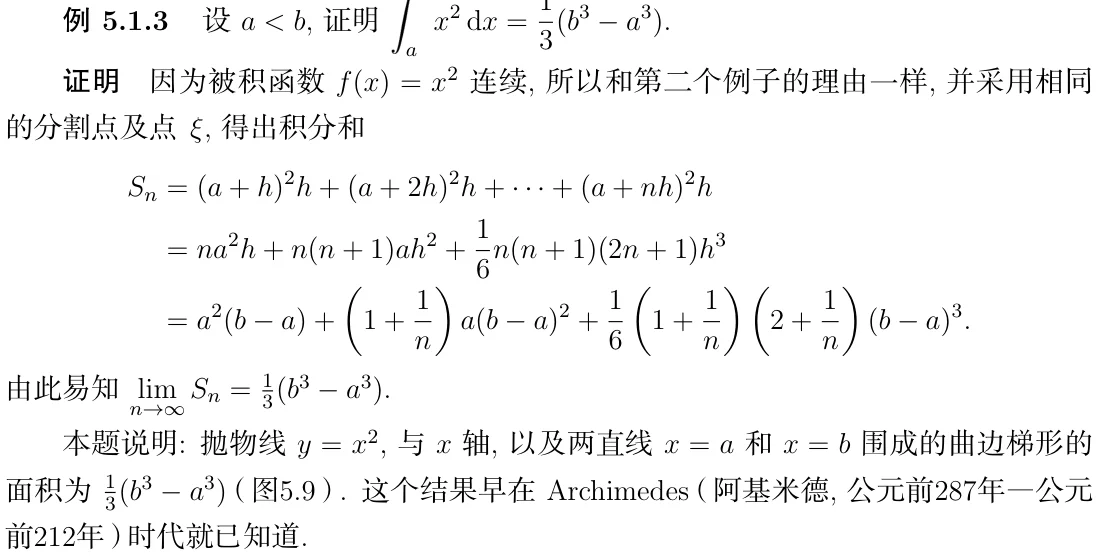 例 5.1.3 设 a < b, 证明 ∫_a x² dx = 1/3(b³ − a³).
证明 因为被积函数 f(x) = x² 连续, 所以和第二个例子的理由一样, 并采用相同
的分割点及点 ξ, 得出积分和
Sₙ = (a + h)²h + (a + 2h)²h + · · · + (a + nh)²h
= na²h + n(n + 1)ah² + 1/6 n(n + 1)(2n + 1)h³
= a²(b − a) + (1 + 1/n) a(b − a)² + 1/6 (1 + 1/n) (2 + 1/n) (b − a)³.
由此易知 lim_{n→∞} Sₙ = 1/3(b³ − a³).
本题说明: 抛物线 y = x², 与 x 轴, 以及两直线 x = a 和 x = b 围成的曲边梯形的
面积为 1/3(b³ − a³)(图5.9). 这个结果早在 Archimedes(阿基米德, 公元前287年—公元
前212年)时代就已知道.